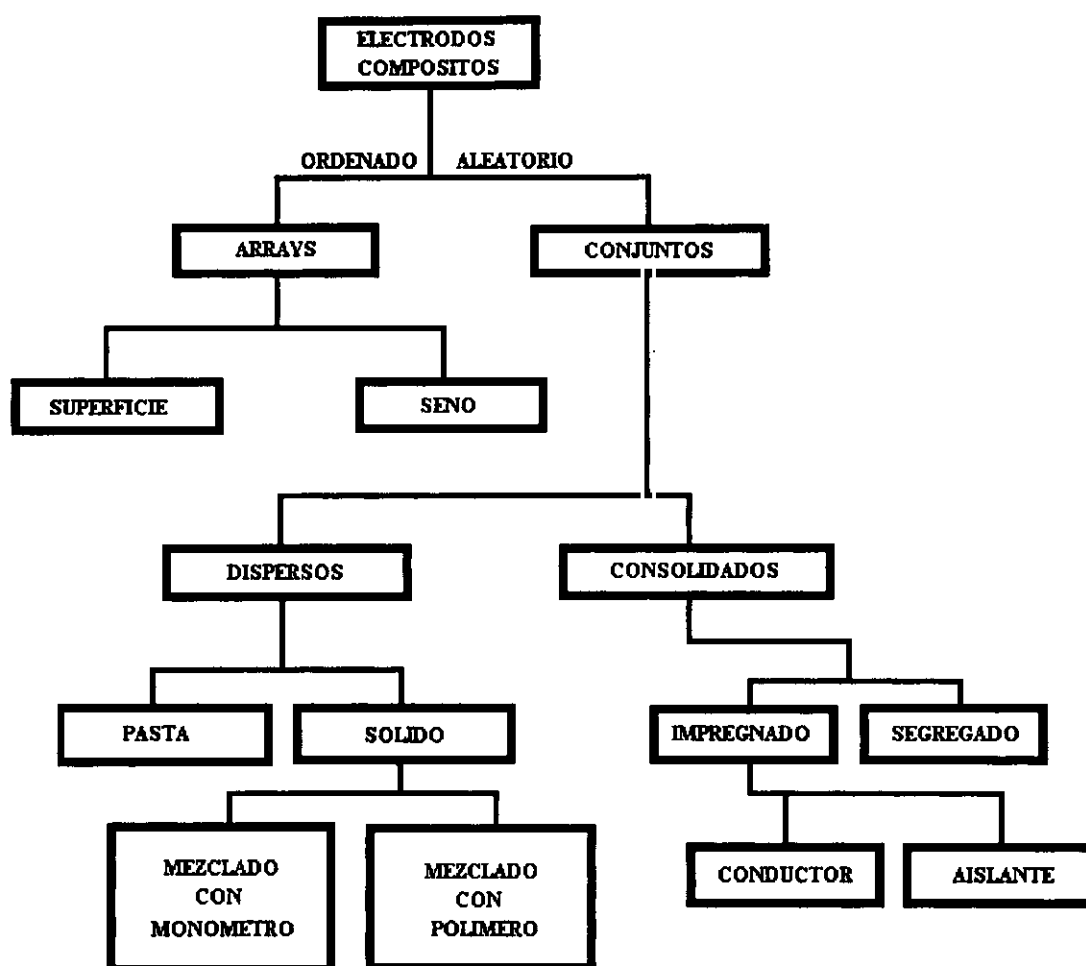 ELECTRODOS
COMPOSITOS
ORDENADO ALEATORIO
ARRAYS
CONJUNTOS
SUPERFICIE
SENO
DISPERSOS
CONSOLIDADOS
PASTA
SOLIDO
IMPREGNADO
SEGREGADO
MEZCLADO
CON
MONOMETRO
MEZCLADO
CON
POLIMERO
CONDUCTOR
AISLANTE